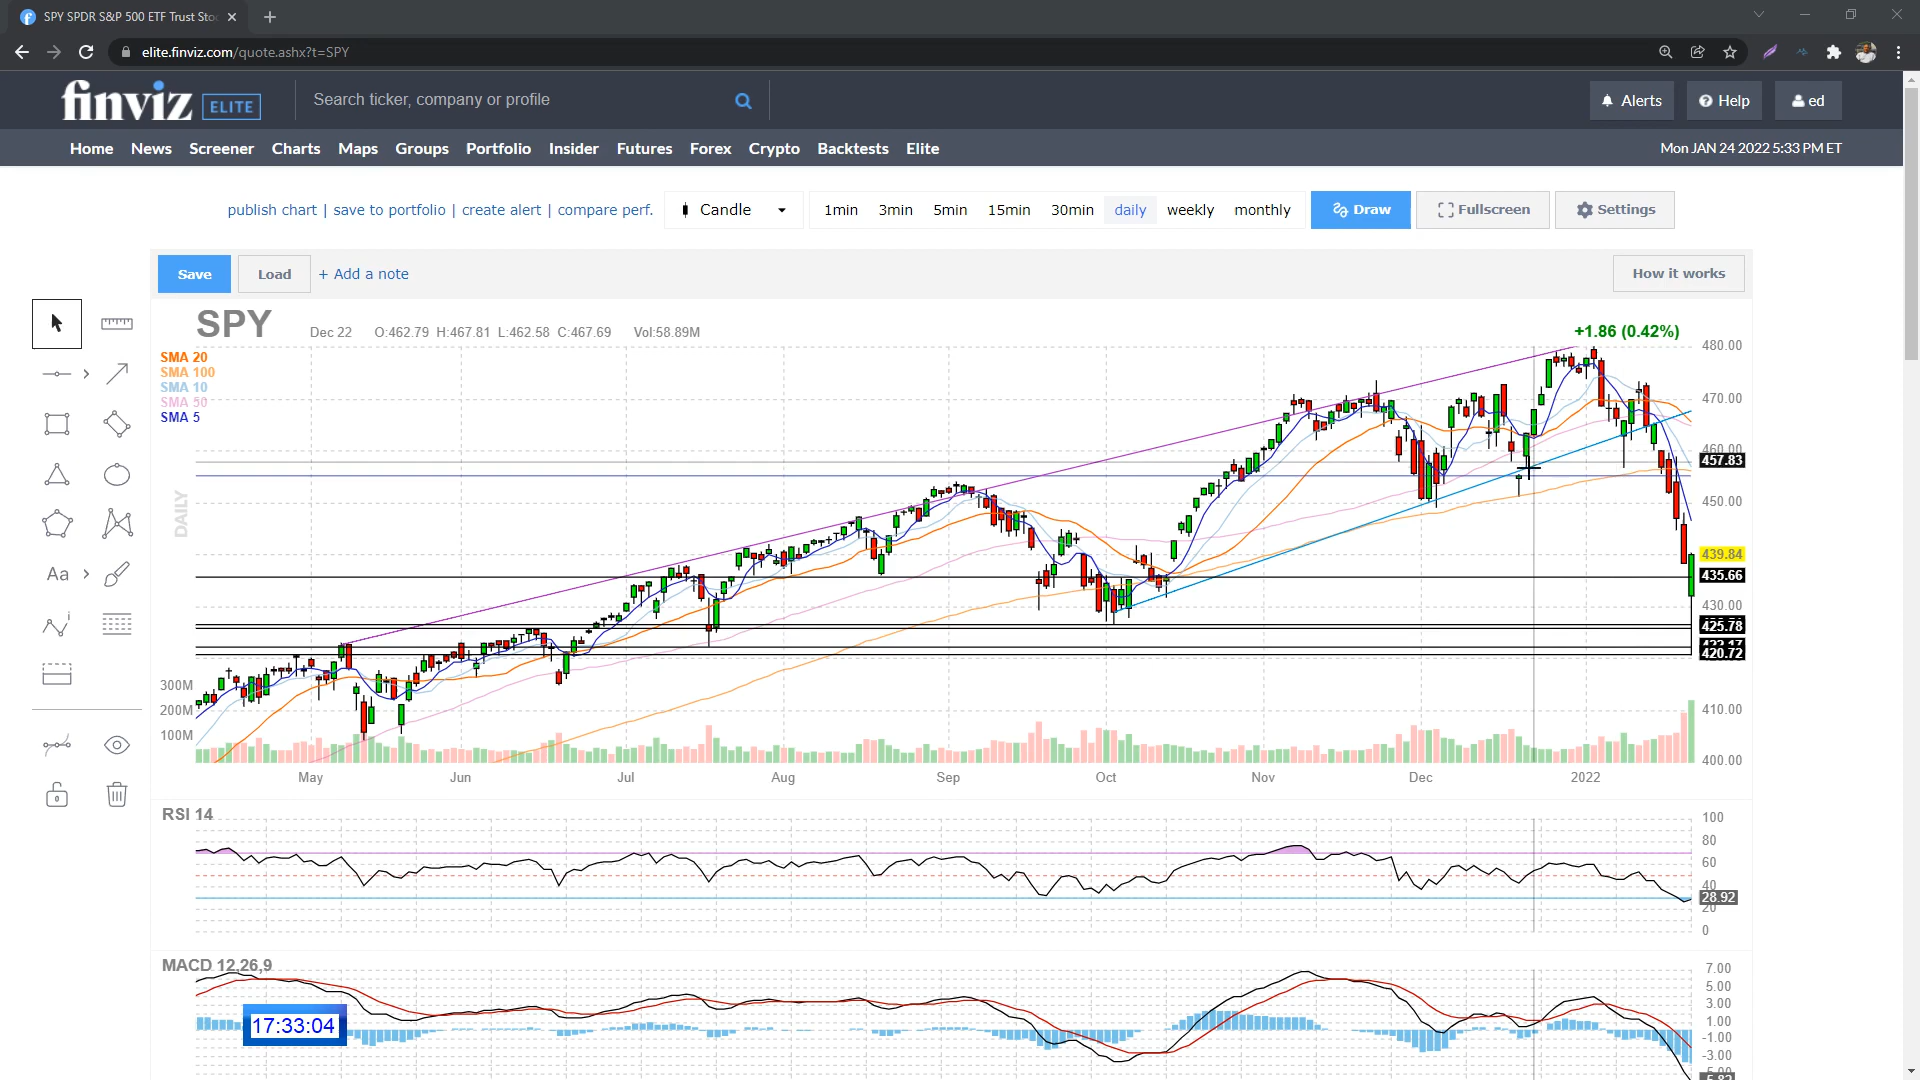 SPY SPDR S&P 500 ETF Trust Sto
elite.finviz.com/quote.ashx?t=SPY
finviz ELITE
Search ticker, company or profile
Alerts
Help
ed
Home News Screener Charts Maps Groups Portfolio Insider Futures Forex Crypto Backtests Elite
Mon JAN 24 2022 5:33 PM ET
publish chart | save to portfolio | create alert | compare perf.
Candle
1min 3min 5min 15min 30min daily weekly monthly
Draw
Fullscreen
Settings
Save
Load
+ Add a note
How it works
SPY
Dec 22 O:462.79 H:467.81 L:462.58 C:467.69 Vol:58.89M
+1.86 (0.42%)
SMA 20
SMA 100
SMA 10
SMA 50
SMA 5
DAILY
Aa
480.00
470.00
460.00
457.83
450.00
439.84
435.66
430.00
425.78
420.72
410.00
400.00
300M
200M
100M
May Jun Jul Aug Sep Oct Nov Dec 2022
RSI 14
100
80
60
40
28.92
20
0
MACD 12,26,9
7.00
5.00
3.00
1.00
-1.00
-3.00
17:33:04